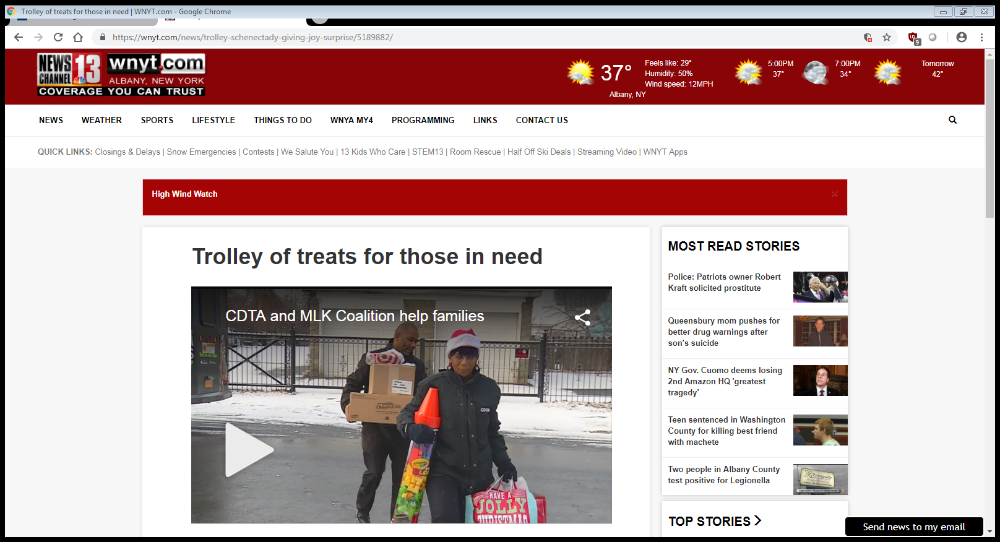 Trolley of treats for those in need | WNYT.com - Google Chrome
https://wnyt.com/news/trolley-schenectady-giving-joy-surprise/5189882/
9
NEWS
CHANNEL
13
wnyt.com
ALBANY, NEW YORK
COVERAGE YOU CAN TRUST
37°
Albany, NY
Feels like: 29°
Humidity: 50%
Wind speed: 12MPH
5:00PM
37°
7:00PM
34°
Tomorrow
42°
NEWS WEATHER SPORTS LIFESTYLE THINGS TO DO WNYA MY4 PROGRAMMING LINKS CONTACT US
QUICK LINKS: Closings & Delays | Snow Emergencies | Contests | We Salute You | 13 Kids Who Care | STEM13 | Room Rescue | Half Off Ski Deals | Streaming Video | WNYT Apps
High Wind Watch
Trolley of treats for those in need
CDTA and MLK Coalition help families
CDTA
Crayola
HAVE A
JOLLY
CHRISTMAS
MOST READ STORIES
Police: Patriots owner Robert
Kraft solicited prostitute
Queensbury mom pushes for
better drug warnings after
son's suicide
NY Gov. Cuomo deems losing
2nd Amazon HQ 'greatest
tragedy'
Teen sentenced in Washington
County for killing best friend
with machete
Two people in Albany County
test positive for Legionella
TOP STORIES
Send news to my email